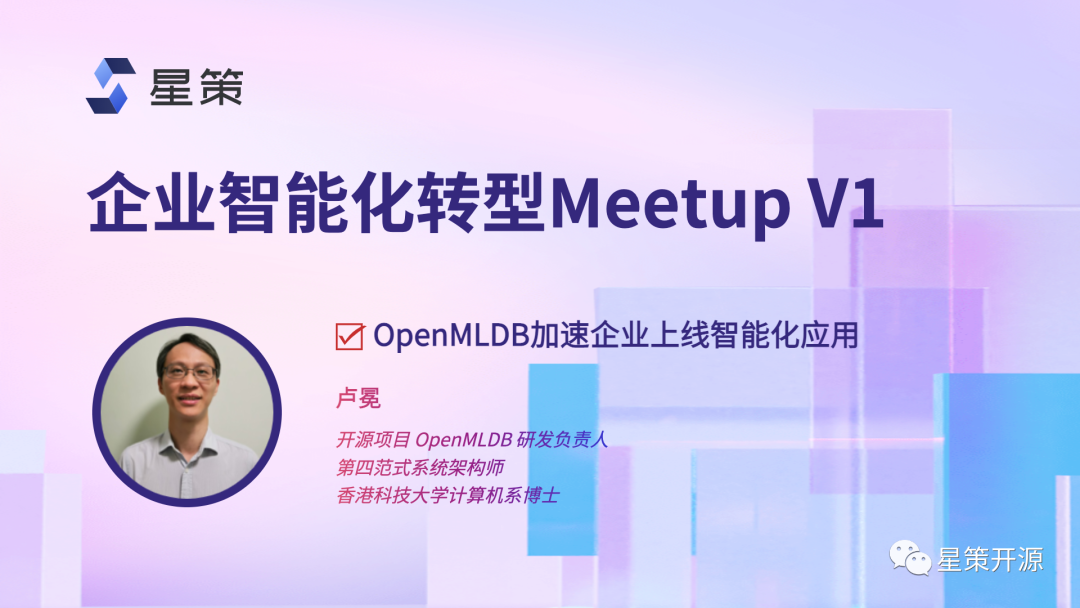 星策
企业智能化转型Meetup V1
OpenMLDB加速企业上线智能化应用
卢冕
开源项目 OpenMLDB 研发负责人
第四范式系统架构师
香港科技大学计算机系博士
星策开源